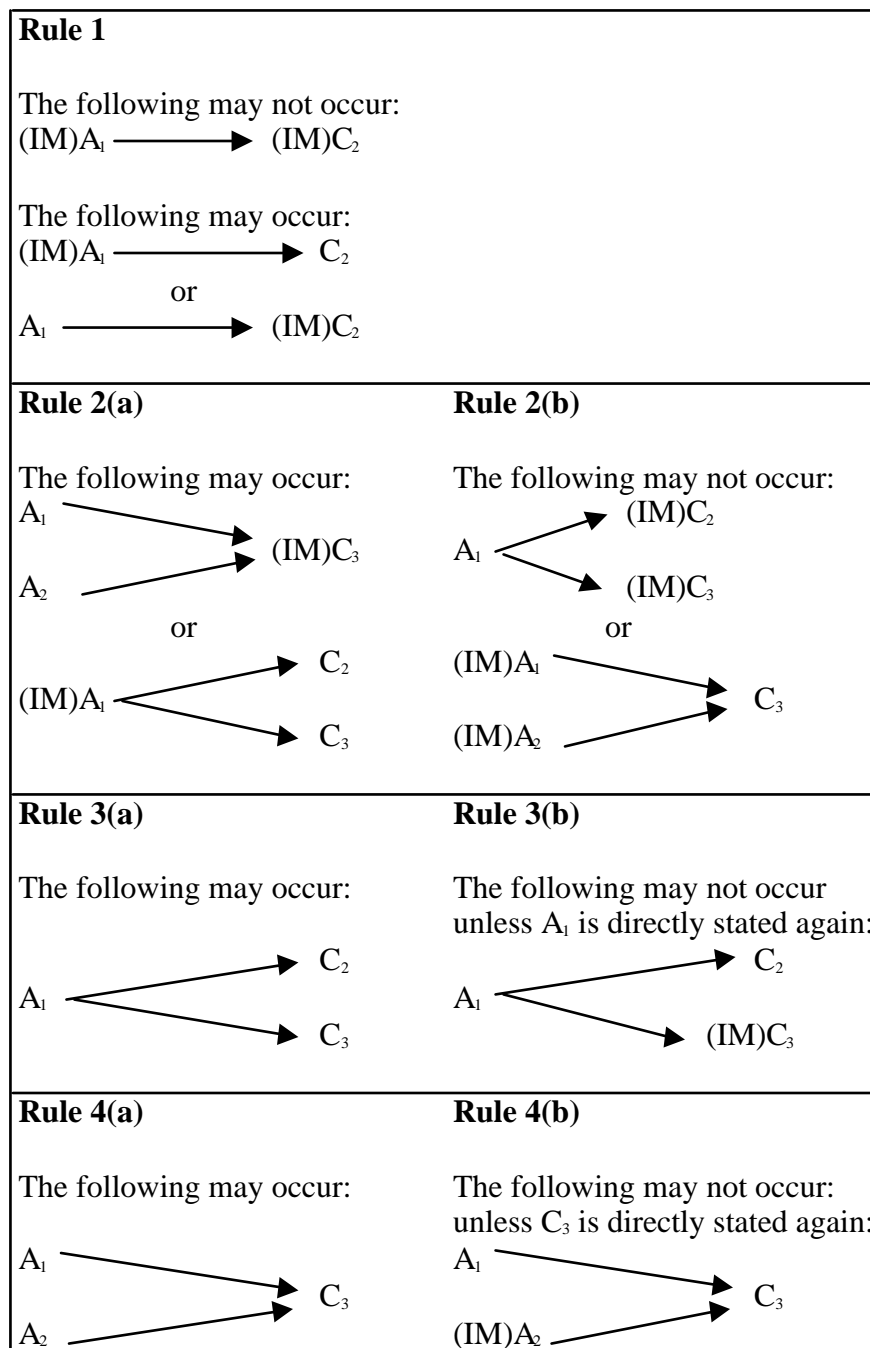 Rule 1
The following may not occur:
(IM)A₁ (IM)C₂
The following may occur:
(IM)A₁ C₂
or
A₁ (IM)C₂
Rule 2(a)
The following may occur:
A₁
(IM)C₃
A₂
or
C₂
(IM)A₁
C₃
Rule 2(b)
The following may not occur:
(IM)C₂
A₁
(IM)C₃
or
(IM)A₁
C₃
(IM)A₂
Rule 3(a)
The following may occur:
C₂
A₁
C₃
Rule 3(b)
The following may not occur
unless A₁ is directly stated again:
C₂
A₁
(IM)C₃
Rule 4(a)
The following may occur:
A₁
C₃
A₂
Rule 4(b)
The following may not occur:
unless C₃ is directly stated again:
A₁
C₃
(IM)A₂